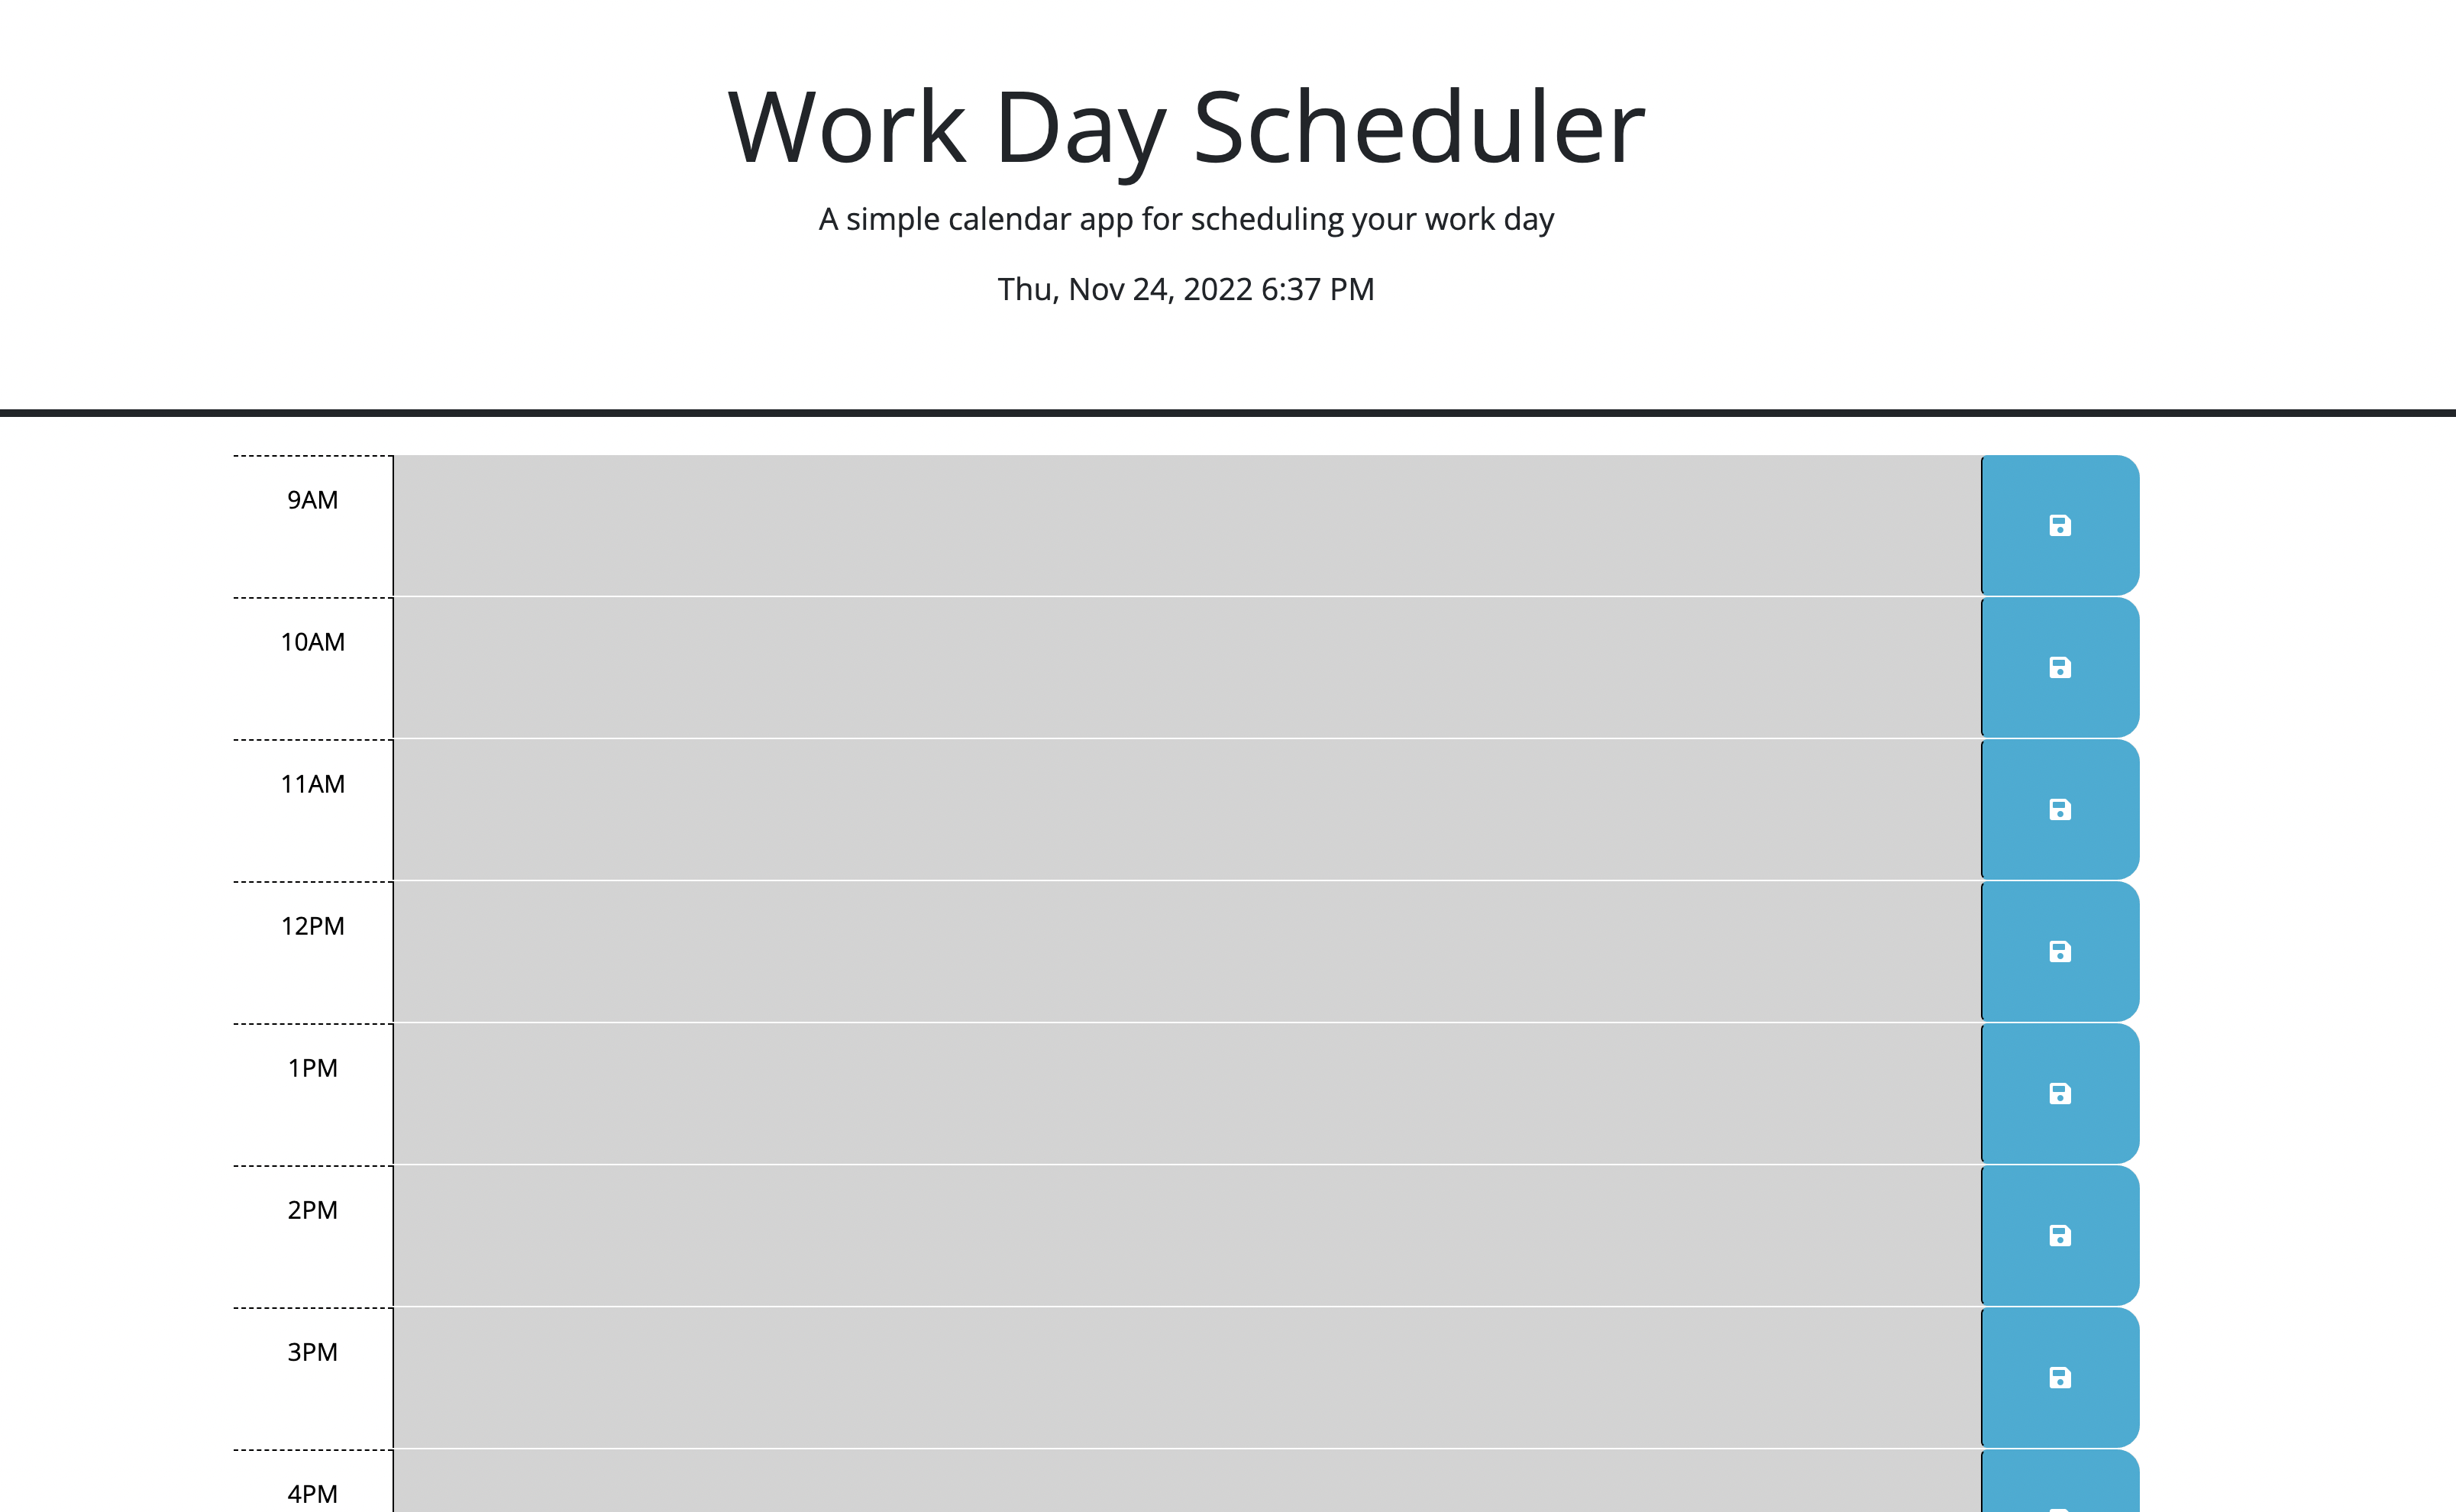 Work Day Scheduler
A simple calendar app for scheduling your work day
Thu, Nov 24, 2022 6:37 PM
9AM
10AM
11AM
12PM
1PM
2PM
3PM
4PM